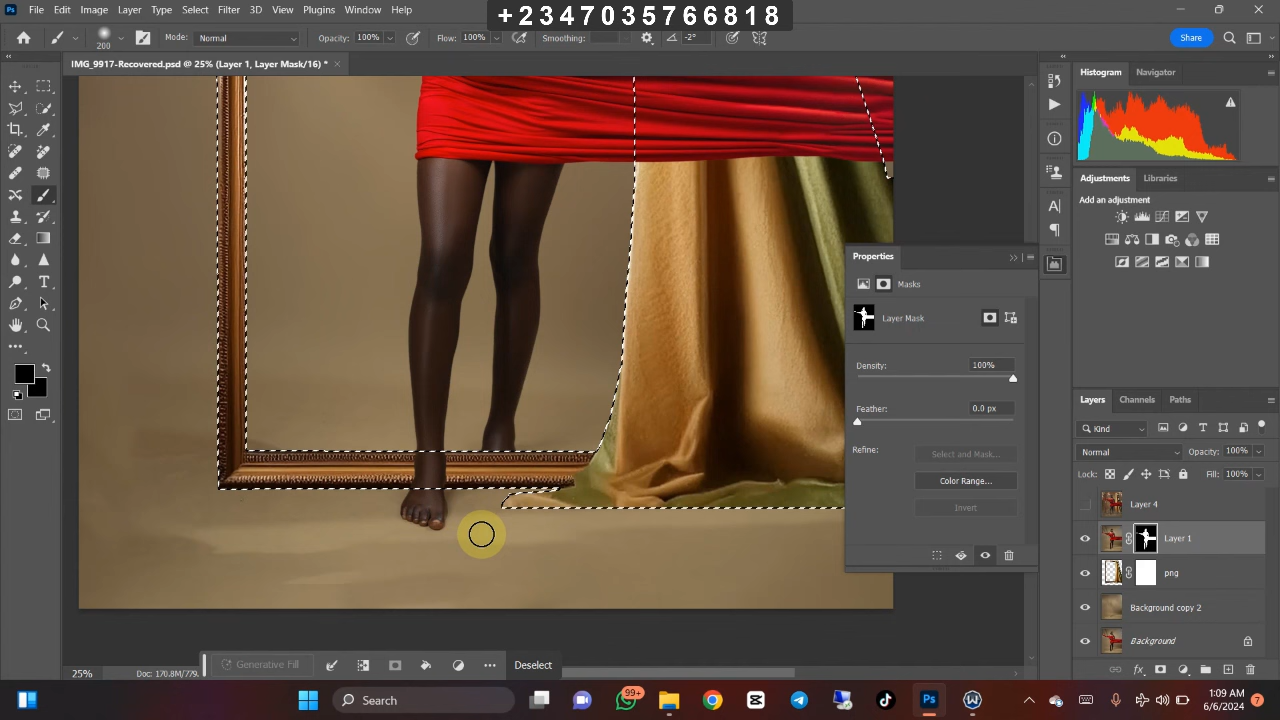 +2347035766818
File Edit Image Layer Type Select Filter 3D View Plugins Window Help
200 Mode: Normal Opacity: 100% Flow: 100% Smoothing: -2° Share
IMG_9917-Recovered.psd @ 25% (Layer 1, Layer Mask/16) * ×
Histogram Navigator
Adjustments Libraries
Add an adjustment
Properties
Masks
Layer Mask
Density: 100%
Feather: 0.0 px
Refine: Select and Mask...
Color Range...
Invert
Layers Channels Paths
Kind
Normal Opacity: 100%
Lock: Fill: 100%
Layer 4
Layer 1
png
Background copy 2
Background
Generative Fill Deselect
25% Doc: 170.8M/779.
Search 99+ 1:09 AM
6/6/2024 7